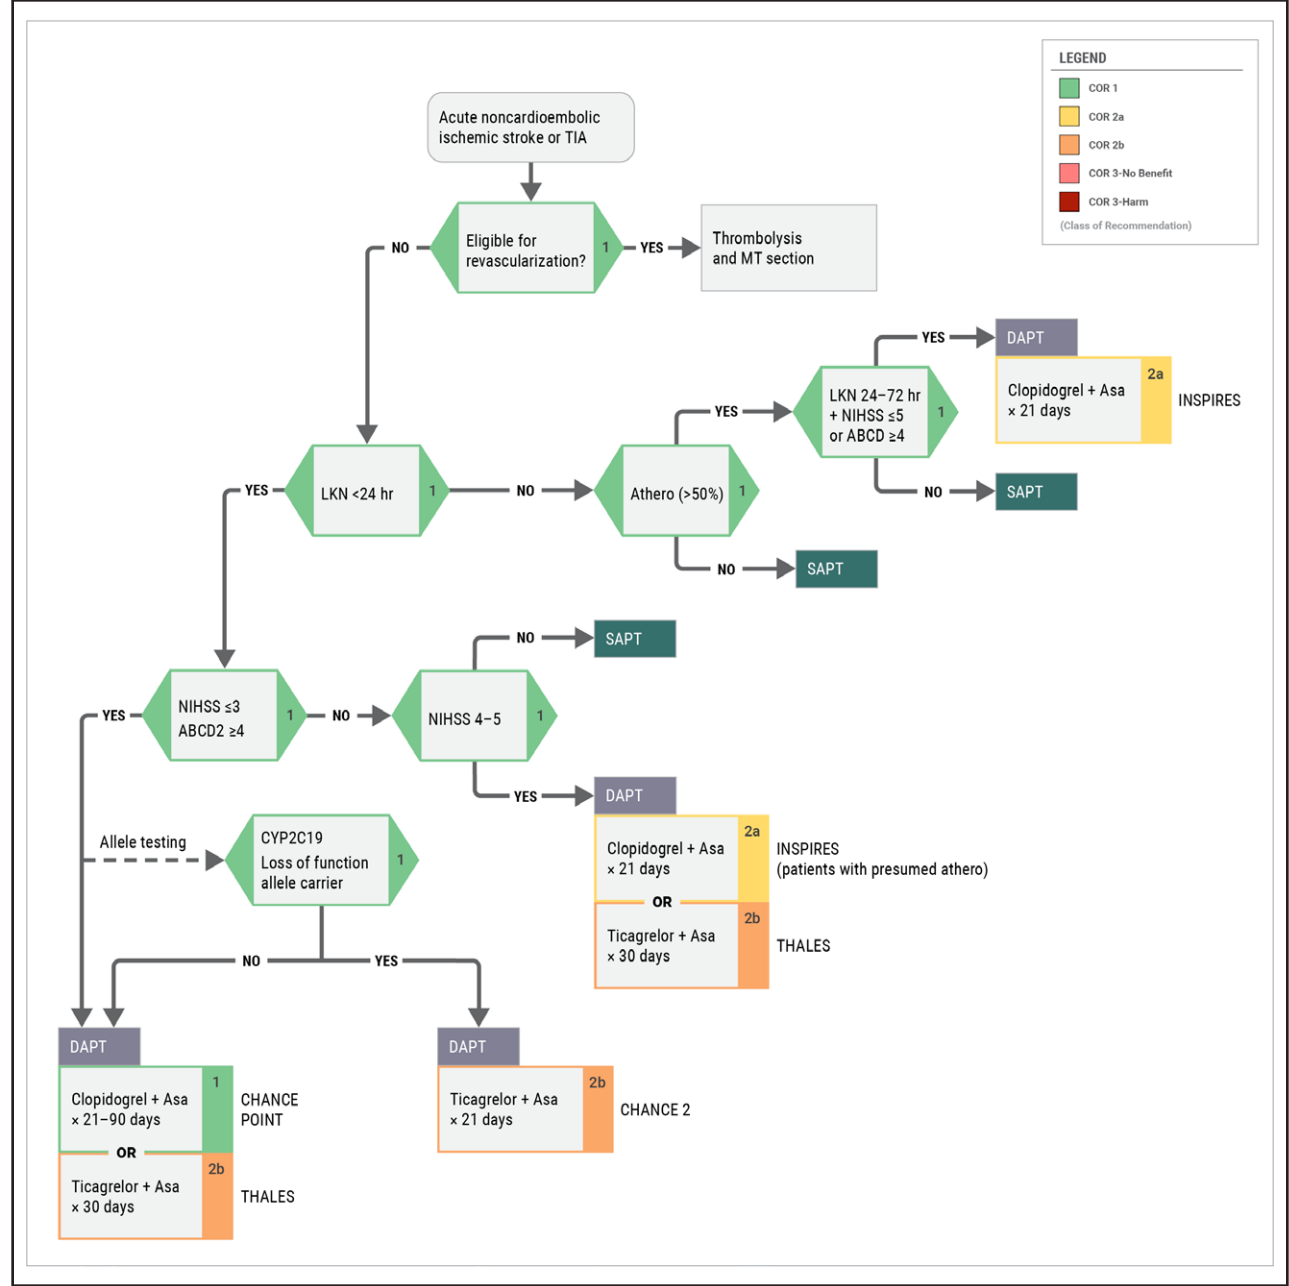 LEGEND
COR 1
COR 2a
COR 2b
COR 3-No Benefit
COR 3-Harm
(Class of Recommendation)
Acute noncardioembolic
ischemic stroke or TIA
Eligible for
revascularization?
1
NO
YES
Thrombolysis
and MT section
LKN <24 hr
1
YES
NO
Athero (>50%)
1
YES
NO
SAPT
LKN 24–72 hr
+ NIHSS ≤5
or ABCD ≥4
1
YES
DAPT
Clopidogrel + Asa
× 21 days
2a
INSPIRES
NO
SAPT
NIHSS ≤3
ABCD2 ≥4
1
YES
NO
NIHSS 4–5
1
NO
SAPT
YES
DAPT
Clopidogrel + Asa
× 21 days
2a
INSPIRES
(patients with presumed athero)
OR
Ticagrelor + Asa
× 30 days
2b
THALES
Allele testing
CYP2C19
Loss of function
allele carrier
1
NO
YES
DAPT
Clopidogrel + Asa
× 21–90 days
1
CHANCE
POINT
OR
Ticagrelor + Asa
× 30 days
2b
THALES
DAPT
Ticagrelor + Asa
× 21 days
2b
CHANCE 2